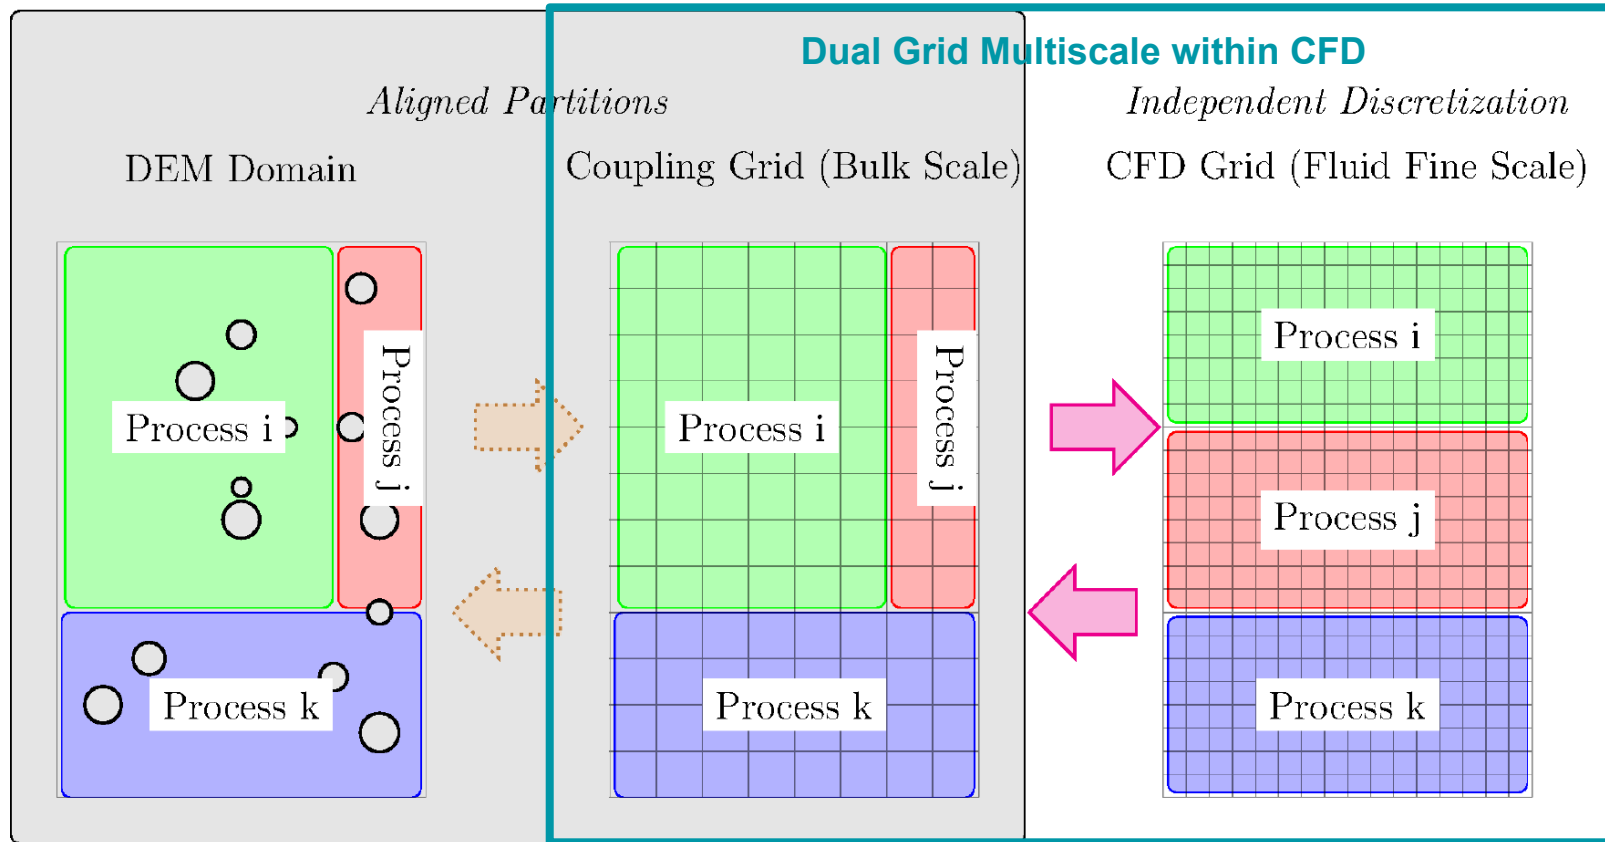 Dual Grid Multiscale within CFD
Aligned Partitions
Independent Discretization
DEM Domain
Coupling Grid (Bulk Scale)
CFD Grid (Fluid Fine Scale)
Process i
Process j
Process k
Process i
Process j
Process k
Process i
Process j
Process k